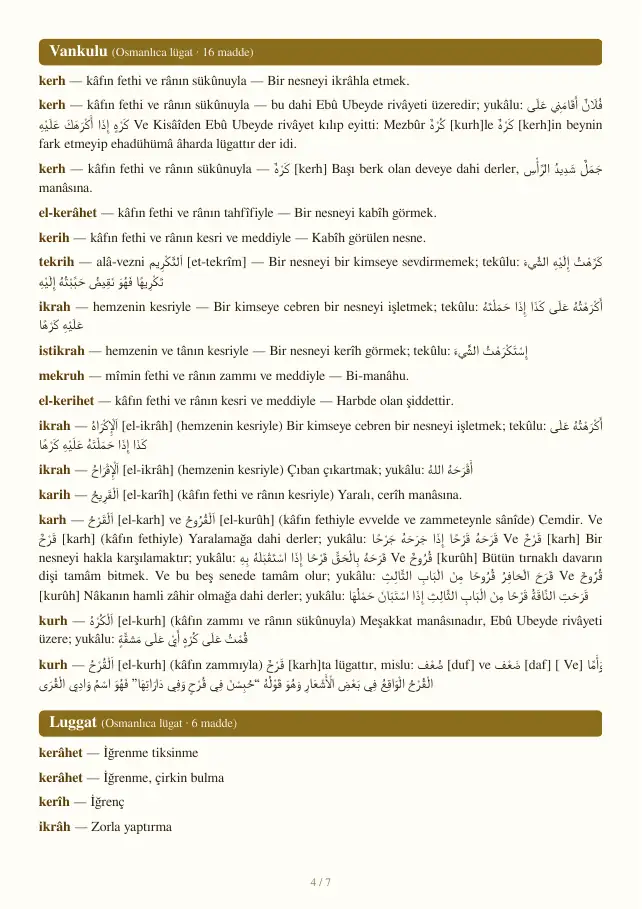 Vankulu (Osmanlıca lügat · 16 madde)
kerh — kâfın fethi ve rânın sükûnuyla — Bir nesneyi ikrâhla etmek.
kerh — kâfın fethi ve rânın sükûnuyla — bu dahi Ebû Ubeyde rivâyeti üzeredir; yukâlu: فُلَانٌ أَقَامَنِي عَلَى
كَرْهٍ إِذَا أَكْرَهَكَ عَلَيْهِ Ve Kisâîden Ebû Ubeyde rivâyet kılıp eyitti: Mezbûr كُرْهٌ [kurh]le كَرْهٌ [kerh]in beynin
fark etmeyip ehadühümâ âharda lügattır der idi.
kerh — kâfın fethi ve rânın sükûnuyla — كَرْهٌ [kerh] Başı berk olan deveye dahi derler, جَمَلٌ شَدِيدُ الرَّأْسِ
manâsına.
el-kerâhet — kâfın fethi ve rânın tahfîfiyle — Bir nesneyi kabîh görmek.
kerih — kâfın fethi ve rânın kesri ve meddiyle — Kabîh görülen nesne.
tekrih — alâ-vezni اَلتَّكْرِيم [et-tekrîm] — Bir nesneyi bir kimseye sevdirmemek; tekûlu: كَرَّهْتُ إِلَيْهِ الشَّيْءَ
تَكْرِيهًا فَهُوَ نَقِيضُ حَبَّبْتُهُ إِلَيْهِ
ikrah — hemzenin kesriyle — Bir kimseye cebren bir nesneyi işletmek; tekûlu: أَكْرَهْتُهُ عَلَى كَذَا إِذَا حَمَلْتَهُ
عَلَيْهِ كَرْهًا
istikrah — hemzenin ve tânın kesriyle — Bir nesneyi kerîh görmek; tekûlu: إِسْتَكْرَهْتُ الشَّيْءَ
mekruh — mîmin fethi ve rânın zammı ve meddiyle — Bi-manâhu.
el-kerihet — kâfın fethi ve rânın kesri ve meddiyle — Harbde olan şiddettir.
ikrah — اَلْإِكْرَاهُ [el-ikrâh] (hemzenin kesriyle) Bir kimseye cebren bir nesneyi işletmek; tekûlu: أَكْرَهْتُهُ عَلَى
كَذَا إِذَا حَمَلْتَهُ عَلَيْهِ كَرْهًا
ikrah — اَلْإِقْرَاحُ [el-ikrâh] (hemzenin kesriyle) Çıban çıkartmak; yukâlu: أَقْرَحَهُ اللهُ
karih — اَلْقَرِيحُ [el-karîh] (kâfın fethi ve rânın kesriyle) Yaralı, cerîh manâsına.
karh — اَلْقَرْحُ [el-karh] ve اَلْقُرُوحُ [el-kurûh] (kâfın fethiyle evvelde ve zammeteynle sânîde) Cemdir. Ve
قَرْحٌ [karh] (kâfın fethiyle) Yaralamağa dahi derler; yukâlu: قَرَحَهُ قَرْحًا إِذَا جَرَحَهُ جَرْحًا Ve قَرْحٌ [karh] Bir
nesneyi hakla karşılamaktır; yukâlu: قَرَحَهُ بِالْحَقِّ قَرْحًا إِذَا اسْتَقْبَلَهُ بِهِ Ve قُرُوحٌ [kurûh] Bütün tırnaklı davarın
dişi tamâm bitmek. Ve bu beş senede tamâm olur; yukâlu: قَرَحَ الْحَافِرُ قُرُوحًا مِنَ الْبَابِ الثَّالِثِ Ve قُرُوحٌ
[kurûh] Nâkanın hamli zâhir olmağa dahi derler; yukâlu: قَرَحَتِ النَّاقَةُ قَرْحًا مِنَ الْبَابِ الثَّالِثِ إِذَا اسْتَبَانَ حَمْلُهَا
kurh — اَلْكُرْهُ [el-kurh] (kâfın zammı ve rânın sükûnuyla) Meşakkat manâsınadır, Ebû Ubeyde rivâyeti
üzere; yukâlu: قُمْتُ عَلَى كُرْهٍ أَيْ عَلَى مَشَقَّةٍ
kurh — اَلْقُرْحُ [el-kurh] (kâfın zammıyla) قَرْحٌ [karh]ta lügattır, mislu: ضُعْف [duf] ve ضَعْف [daf] [ Ve] وَأَمَّا
الْقُرْحُ الْوَاقِعُ فِي بَعْضِ الْأَشْعَارِ وَهُوَ قَوْلُهُ “حُبِسْنَ فِي قُرْحٍ وَفِي دَارَاتِهَا” فَهُوَ اسْمُ وَادِي الْقُرَى
Luggat (Osmanlıca lügat · 6 madde)
kerâhet — İğrenme tiksinme
kerâhet — İğrenme, çirkin bulma
kerîh — İğrenç
ikrâh — Zorla yaptırma
4 / 7